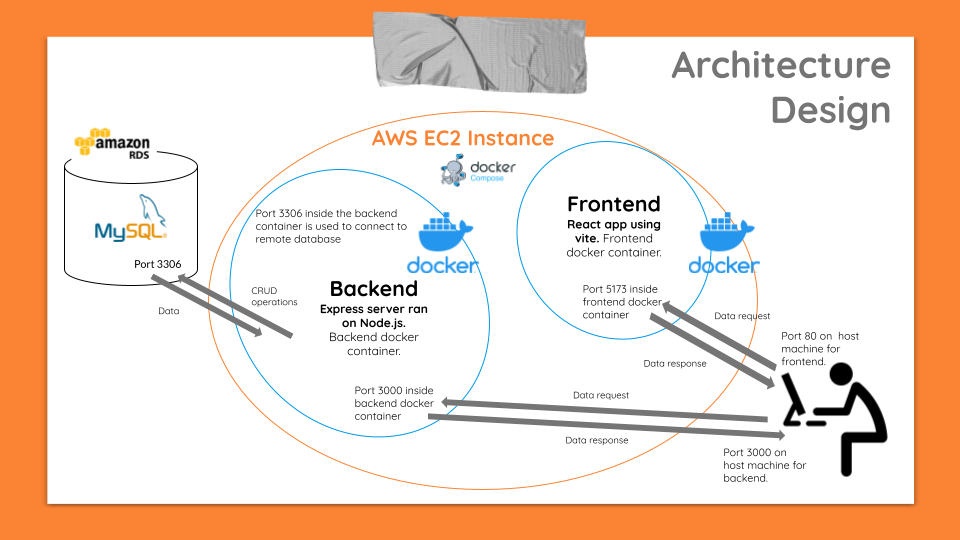 Architecture
Design
AWS EC2 Instance
docker
Compose
amazon
RDS
MySQL
Port 3306
Data
CRUD
operations
Port 3306 inside the backend
container is used to connect to
remote database
docker
Backend
Express server ran
on Node.js.
Backend docker
container.
Port 3000 inside
backend docker
container
Frontend
React app using
vite. Frontend
docker container.
docker
Port 5173 inside
frontend docker
container
Data request
Data response
Port 80 on host
machine for
frontend.
Data request
Data response
Port 3000 on
host machine for
backend.